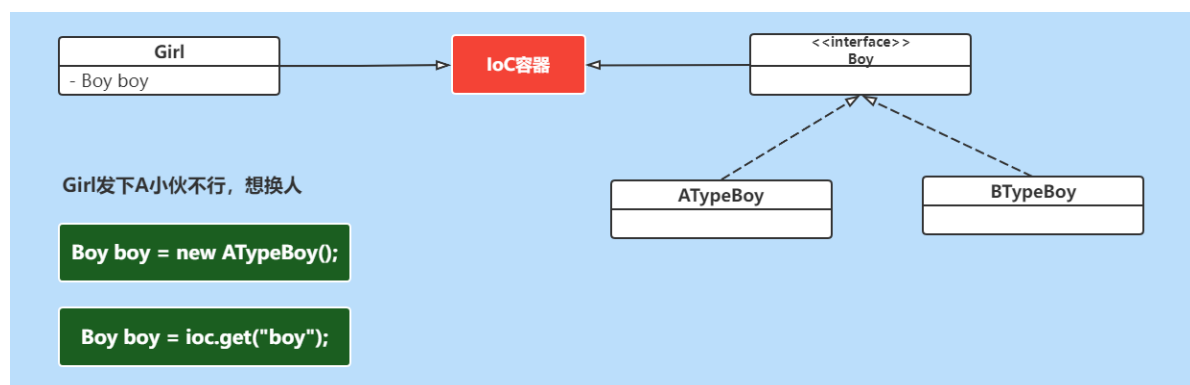 Girl
- Boy boy
IoC容器
<<interface>>
Boy
ATypeBoy
BTypeBoy
Girl发下A小伙不行，想换人
Boy boy = new ATypeBoy();
Boy boy = ioc.get("boy");